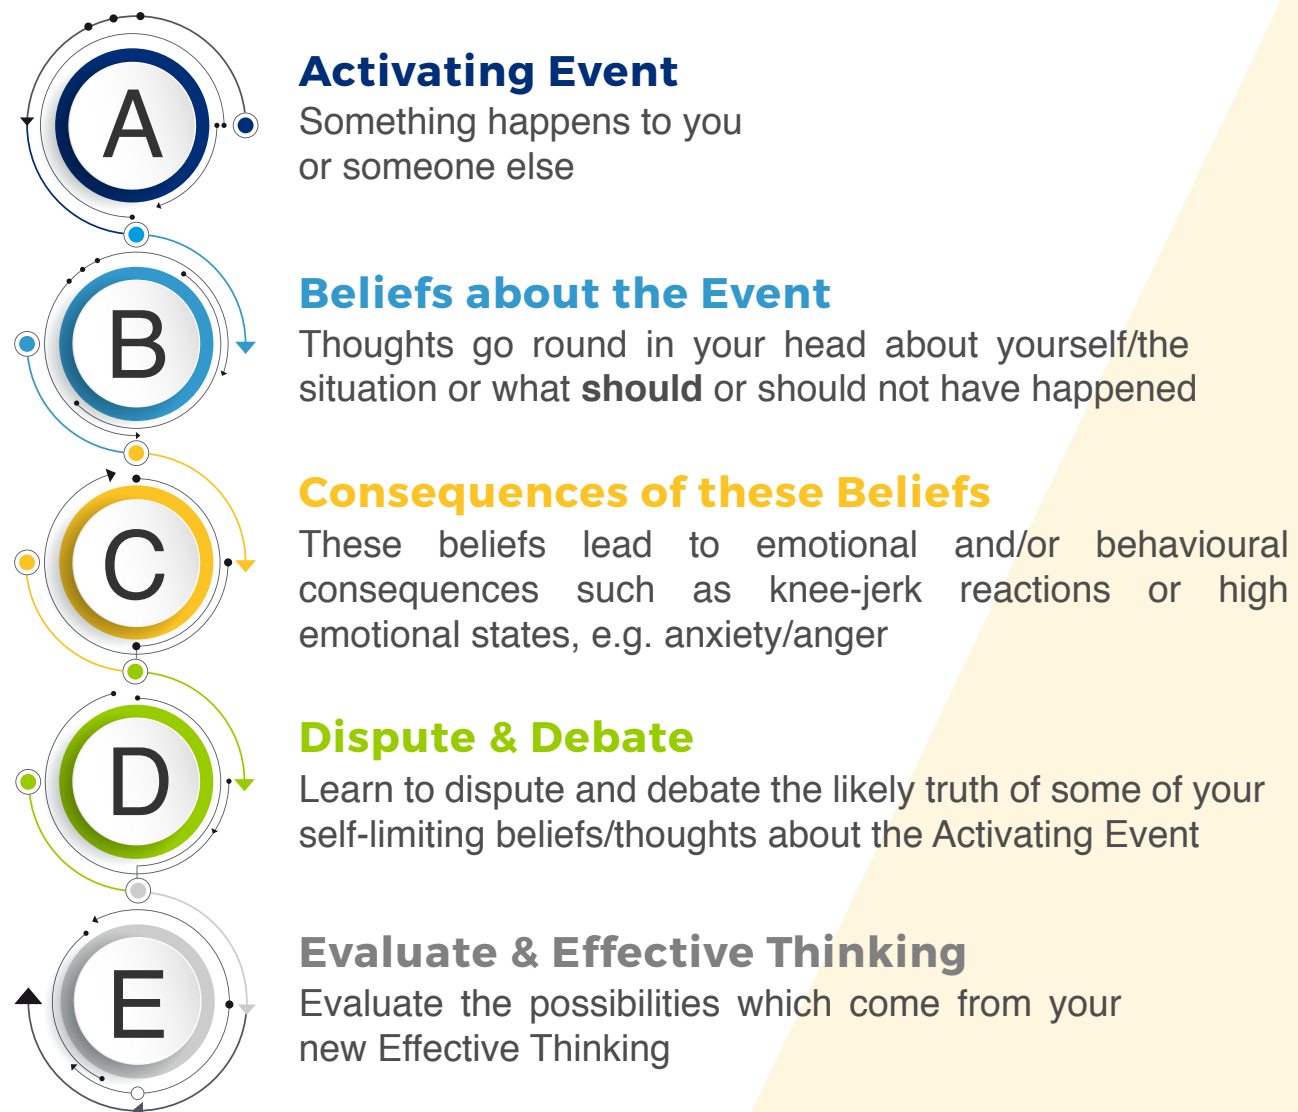 A
Activating Event
Something happens to you
or someone else
B
Beliefs about the Event
Thoughts go round in your head about yourself/the
situation or what should or should not have happened
C
Consequences of these Beliefs
These beliefs lead to emotional and/or behavioural
consequences such as knee-jerk reactions or high
emotional states, e.g. anxiety/anger
D
Dispute & Debate
Learn to dispute and debate the likely truth of some of your
self-limiting beliefs/thoughts about the Activating Event
E
Evaluate & Effective Thinking
Evaluate the possibilities which come from your
new Effective Thinking